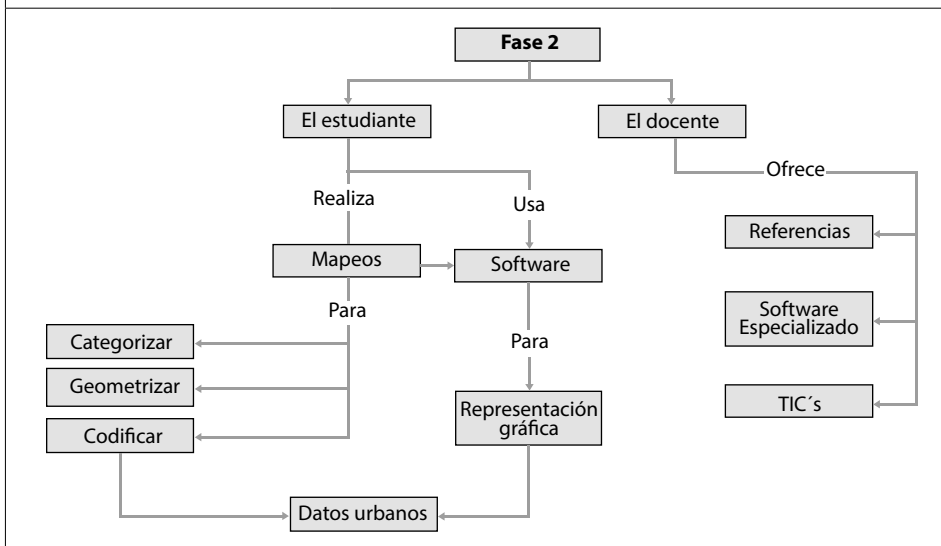 Fase 2
El estudiante
El docente
Ofrece
Realiza
Usa
Referencias
Mapeos
Software
Para
Software
Especializado
Categorizar
Para
Geometrizar
TIC´s
Representación
gráfica
Codificar
Datos urbanos